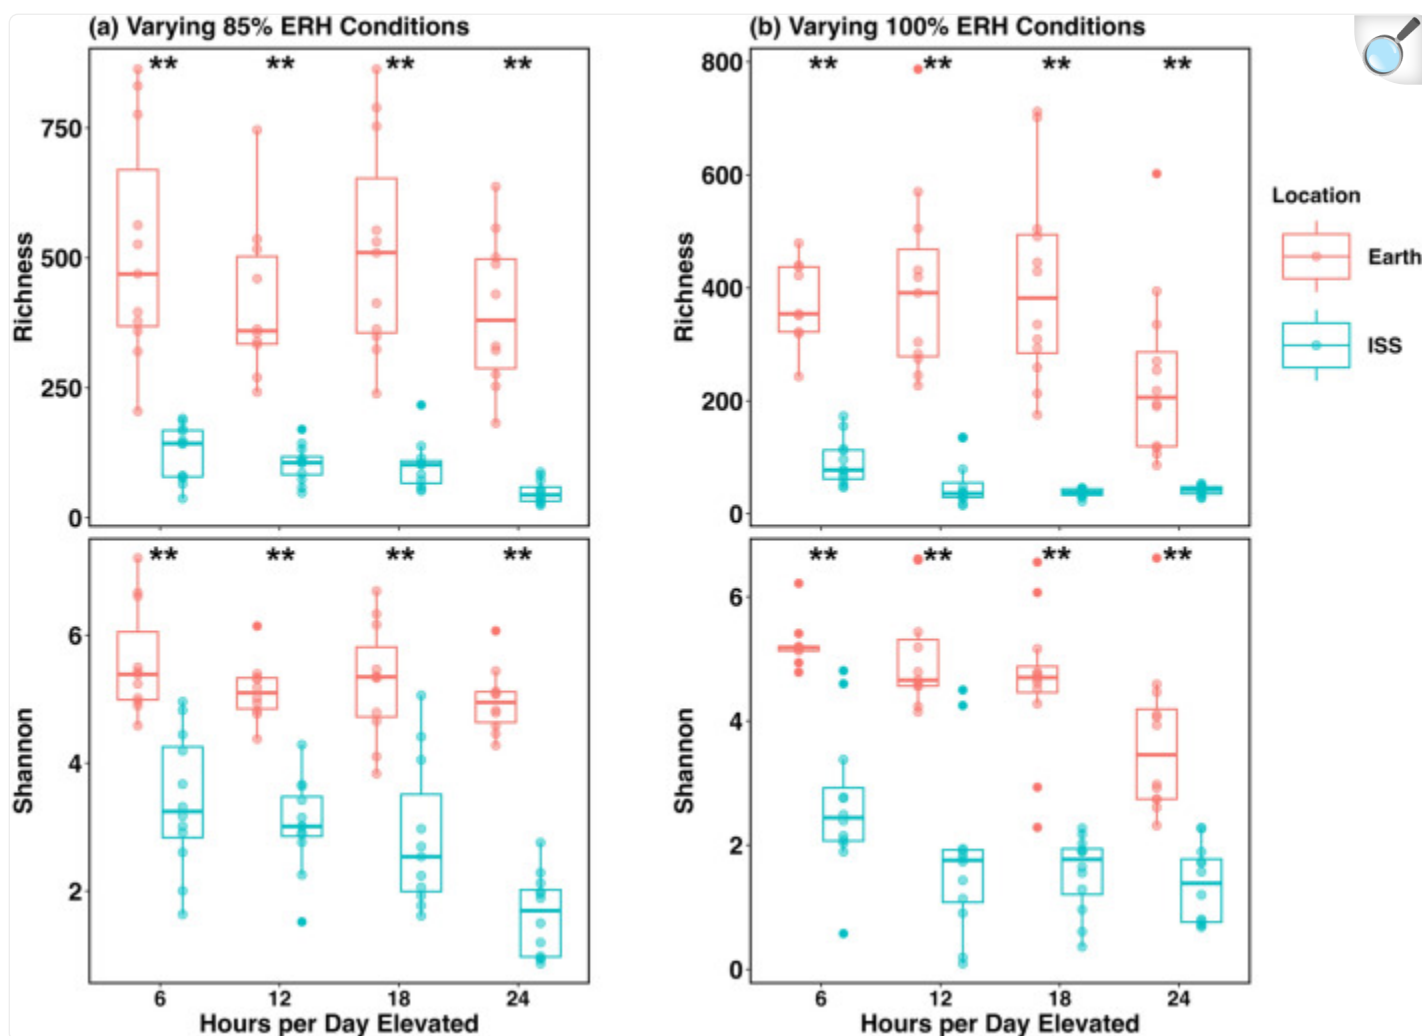 (a) Varying 85% ERH Conditions
** ** ** **
750
500
250
0
Richness
** ** ** **
6
4
2
Shannon
6 12 18 24
Hours per Day Elevated
(b) Varying 100% ERH Conditions
** ** ** **
800
600
400
200
0
Richness
** ** ** **
6
4
2
0
Shannon
6 12 18 24
Hours per Day Elevated
Location
Earth
ISS